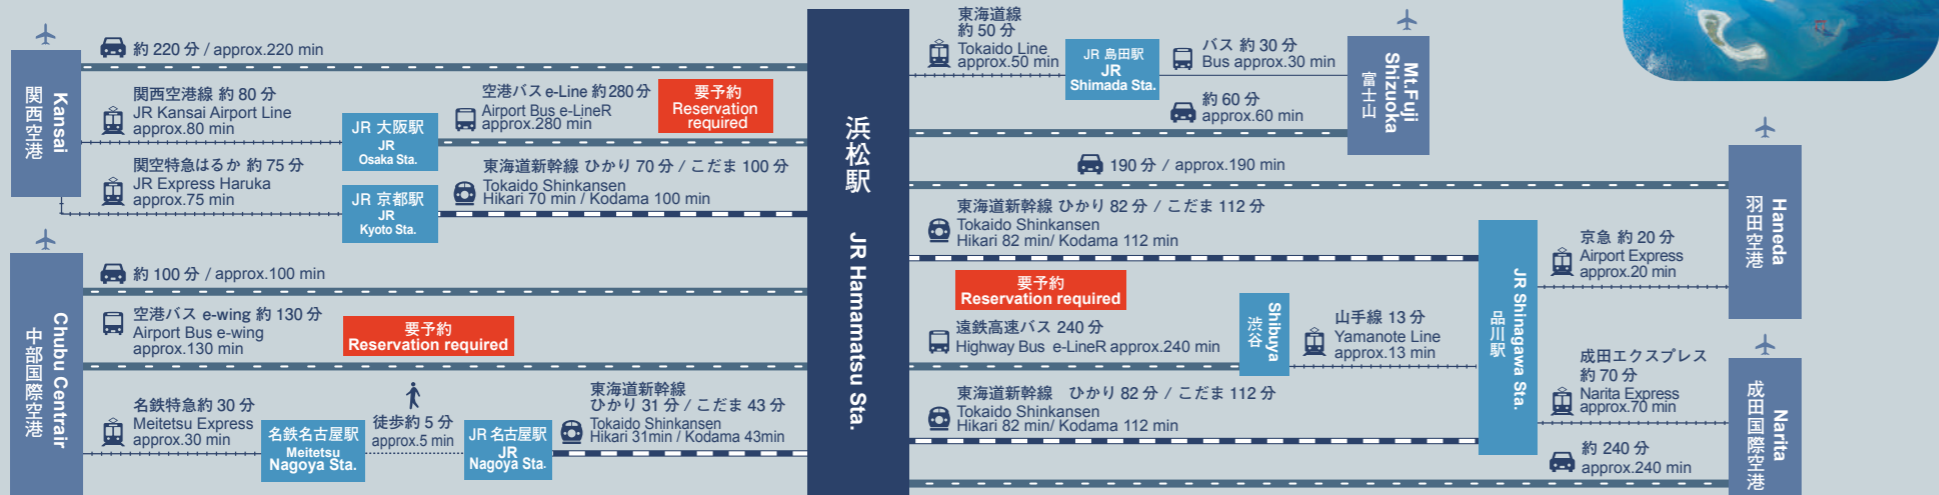 関西空港
Kansai
約 220 分 / approx.220 min
関西空港線 約 80 分
JR Kansai Airport Line
approx.80 min
JR 大阪駅
JR
Osaka Sta.
空港バス e-Line 約280分
Airport Bus e-LineR
approx.280 min
要予約
Reservation
required
関空特急はるか 約 75 分
JR Express Haruka
approx.75 min
JR 京都駅
JR
Kyoto Sta.
東海道新幹線 ひかり 70 分 / こだま 100 分
Tokaido Shinkansen
Hikari 70 min / Kodama 100 min
中部国際空港
Chubu Centrair
約 100 分 / approx.100 min
空港バス e-wing 約 130 分
Airport Bus e-wing
approx.130 min
要予約
Reservation required
名鉄特急約 30 分
Meitetsu Express
approx.30 min
名鉄名古屋駅
Meitetsu
Nagoya Sta.
徒歩約 5 分
approx.5 min
JR 名古屋駅
JR
Nagoya Sta.
東海道新幹線
ひかり 31 分 / こだま 43 分
Tokaido Shinkansen
Hikari 31min / Kodama 43min
浜松駅 JR Hamamatsu Sta.
東海道線
約 50 分
Tokaido Line
approx.50 min
JR 島田駅
JR
Shimada Sta.
バス 約 30 分
Bus approx.30 min
約 60 分
approx.60 min
Mt.Fuji
Shizuoka
富士山
190 分 / approx.190 min
東海道新幹線 ひかり 82 分 / こだま 112 分
Tokaido Shinkansen
Hikari 82 min/ Kodama 112 min
要予約
Reservation required
遠鉄高速バス 240 分
Highway Bus e-LineR approx.240 min
Shibuya
渋谷
山手線 13 分
Yamanote Line
approx.13 min
東海道新幹線 ひかり 82 分 / こだま 112 分
Tokaido Shinkansen
Hikari 82 min/ Kodama 112 min
JR Shinagawa Sta.
品川駅
京急 約 20 分
Airport Express
approx.20 min
Haneda
羽田空港
成田エクスプレス
約 70 分
Narita Express
approx.70 min
約 240 分
approx.240 min
Narita
成田国際空港